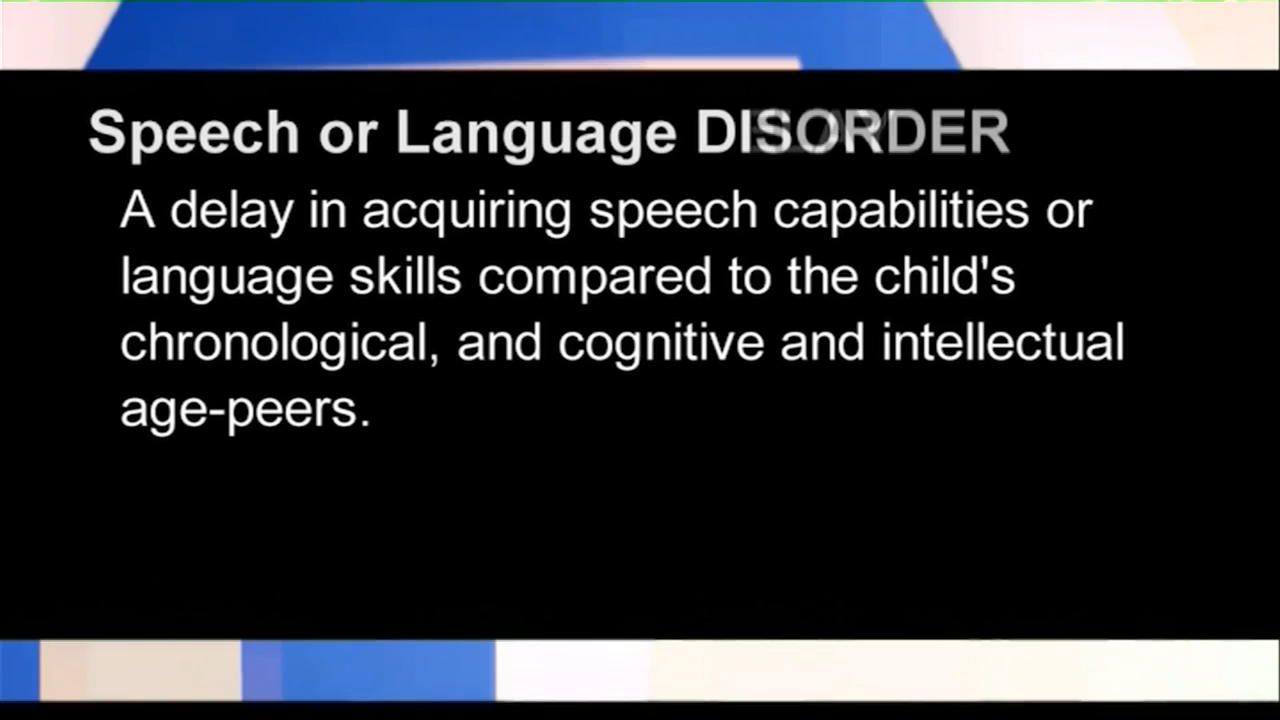 Speech or Language DISORDER
A delay in acquiring speech capabilities or
language skills compared to the child's
chronological, and cognitive and intellectual
age-peers.